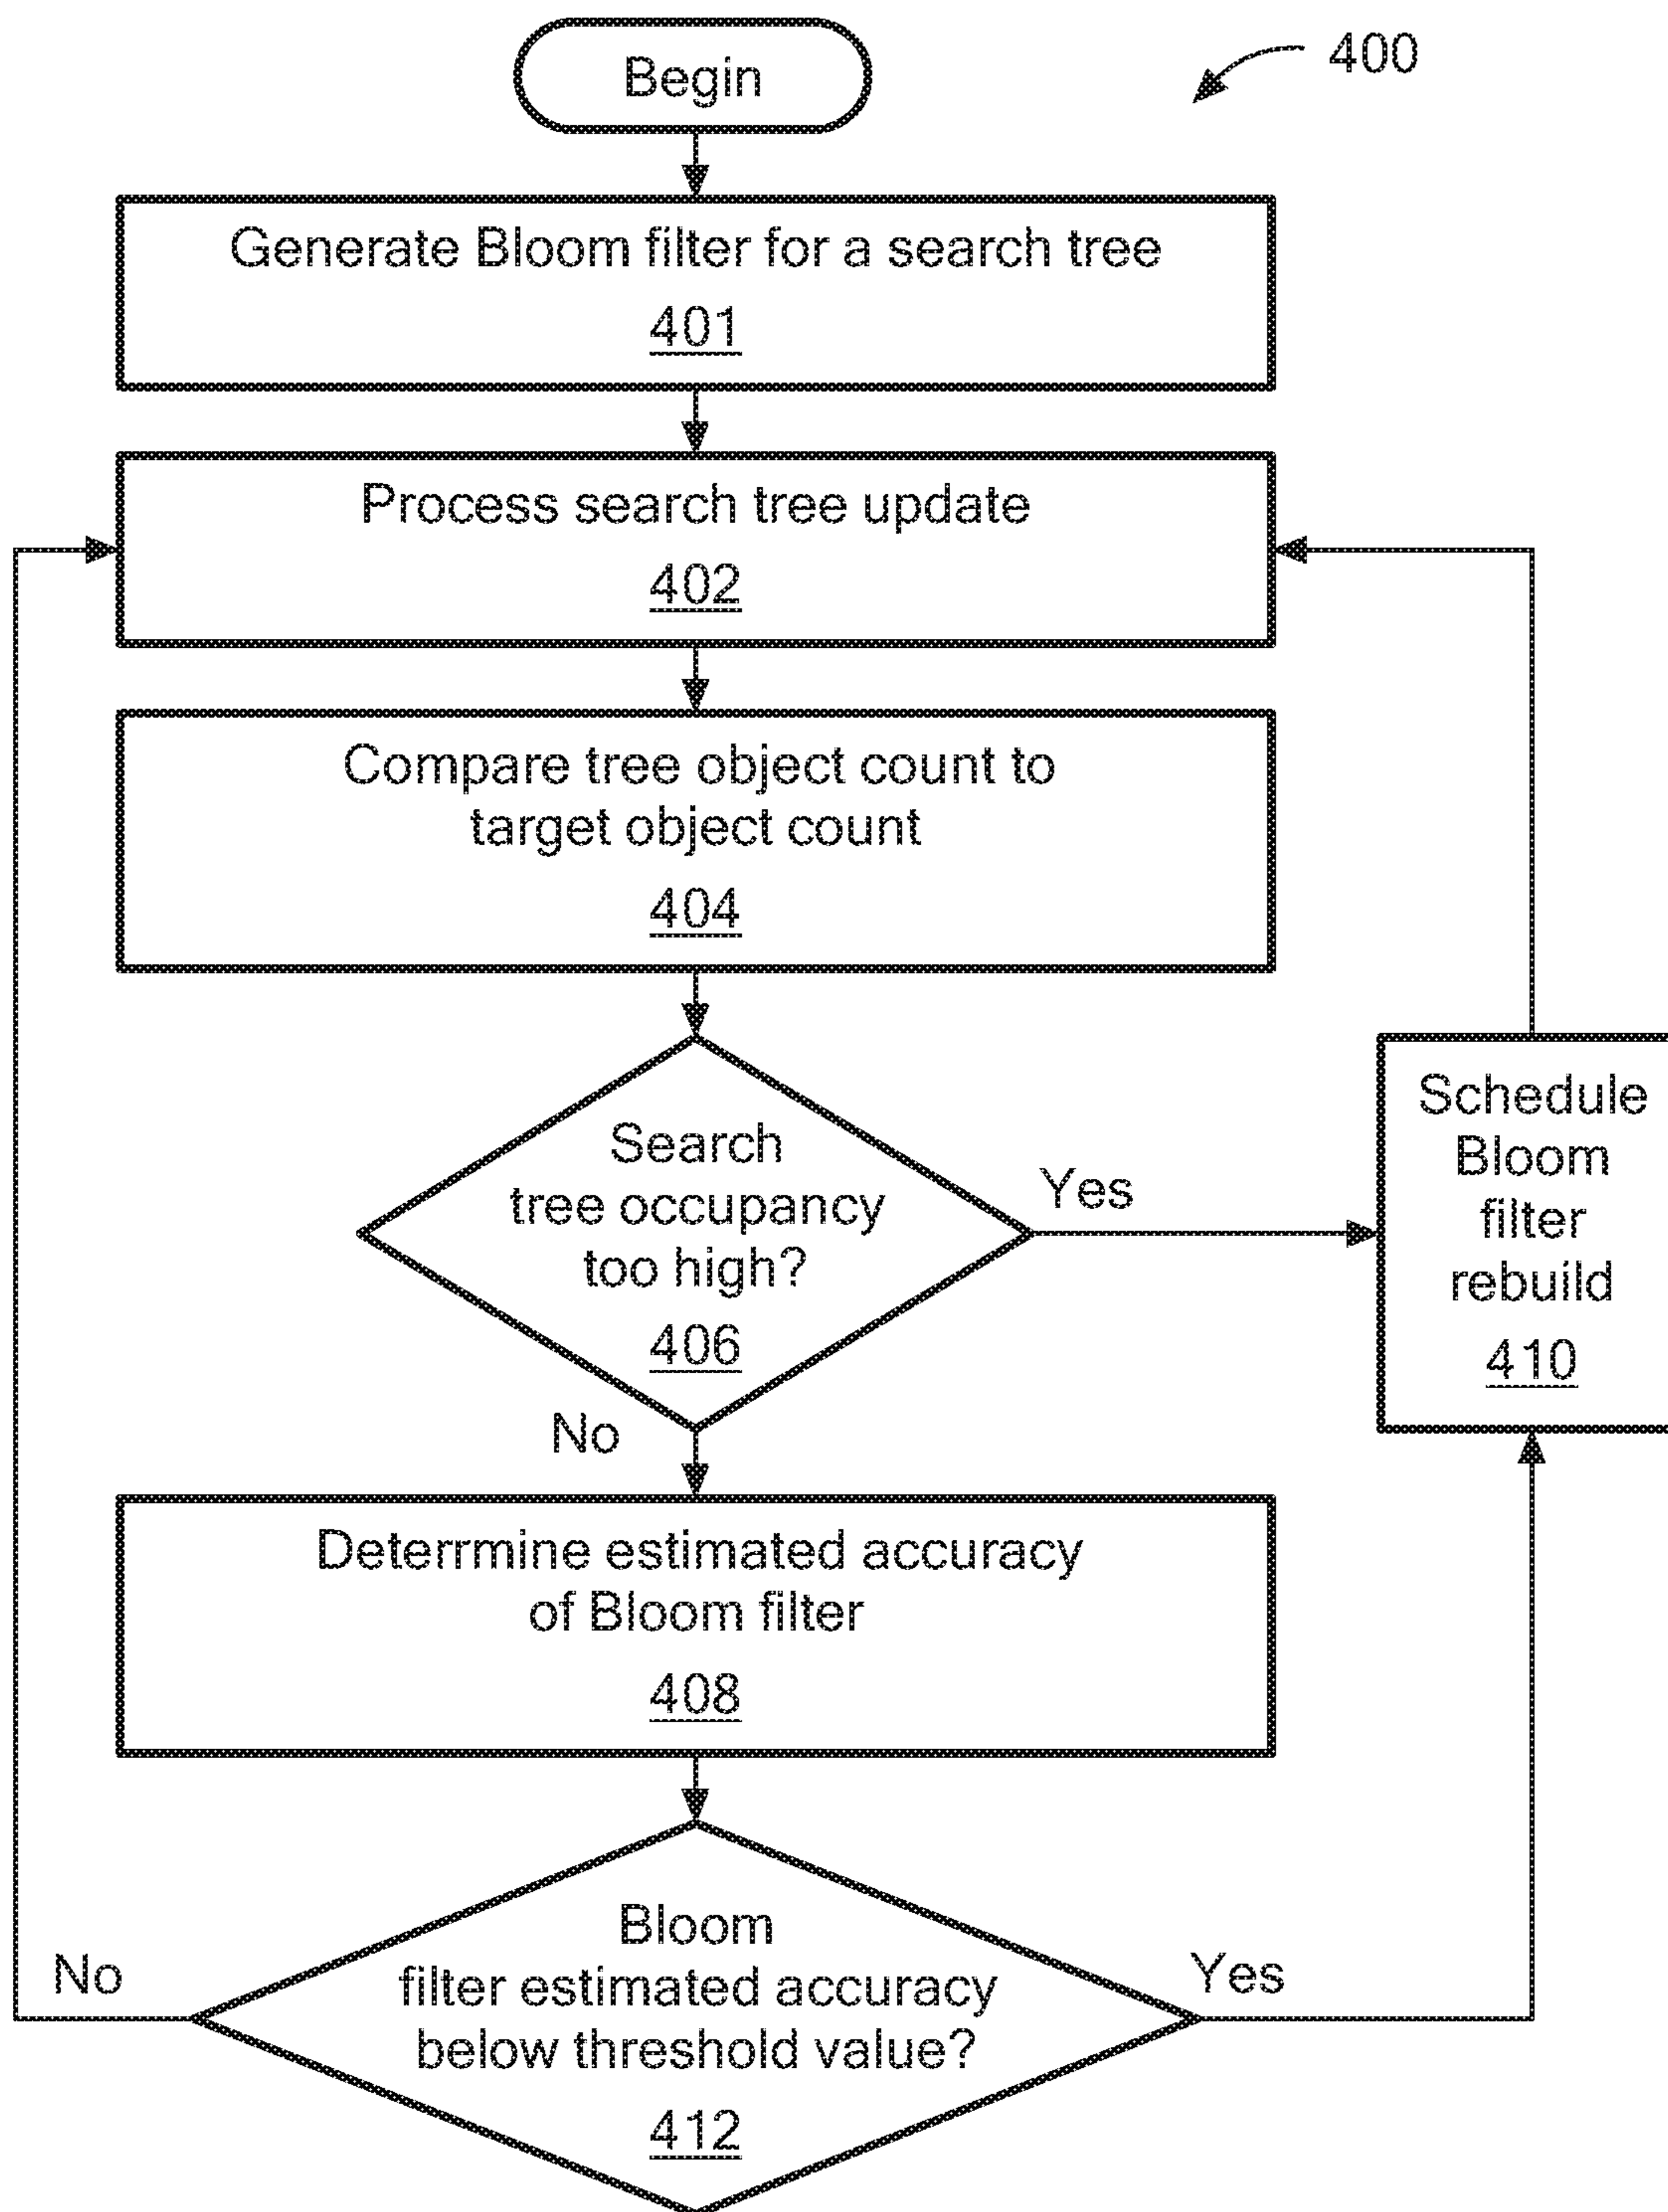 Begin
400
Generate Bloom filter for a search tree
401
Process search tree update
402
Compare tree object count to
target object count
404
Search
tree occupancy
too high?
406
Yes
No
Schedule
Bloom
filter
rebuild
410
Deterrmine estimated accuracy
of Bloom filter
408
Bloom
filter estimated accuracy
below threshold value?
412
No
Yes